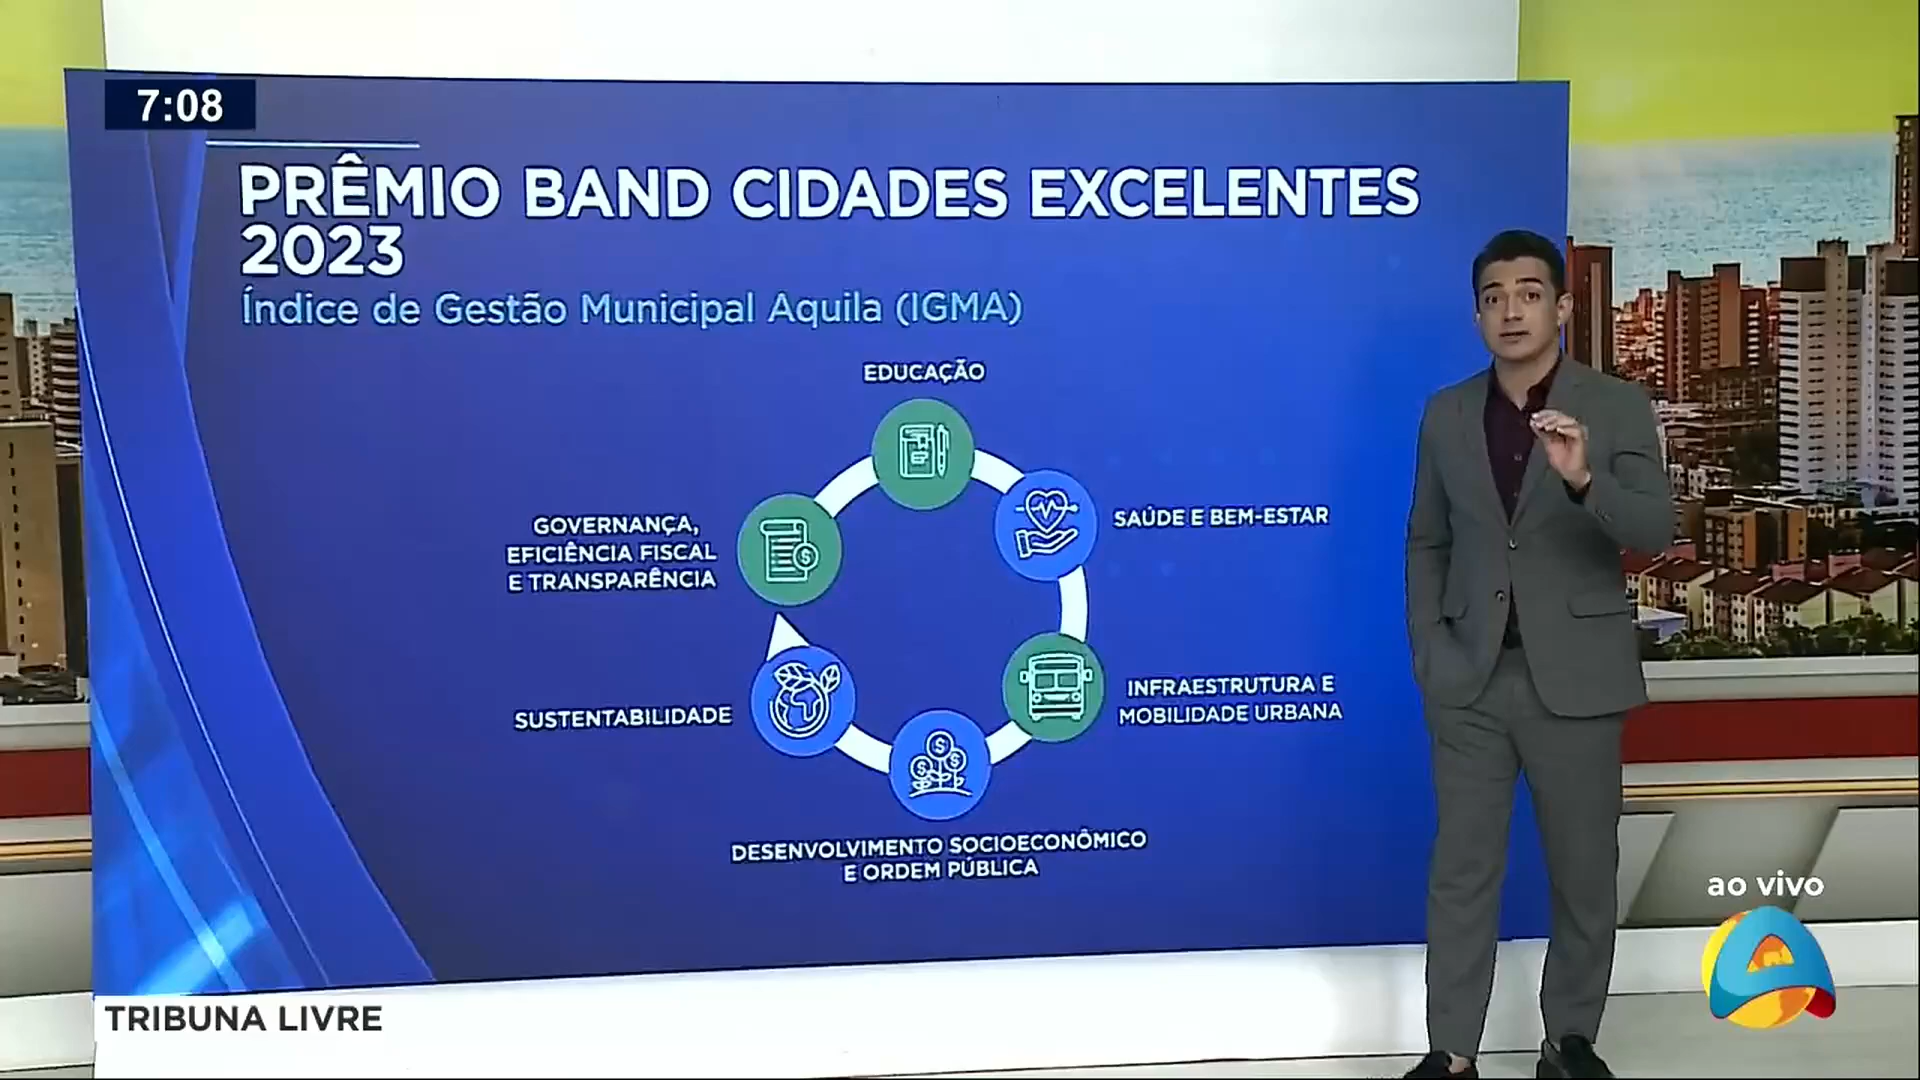 7:08
PRÊMIO BAND CIDADES EXCELENTES
2023
Índice de Gestão Municipal Aquila (IGMA)
EDUCAÇÃO
SAÚDE E BEM-ESTAR
GOVERNANÇA,
EFICIÊNCIA FISCAL
E TRANSPARÊNCIA
INFRAESTRUTURA E
MOBILIDADE URBANA
SUSTENTABILIDADE
DESENVOLVIMENTO SOCIOECONÔMICO
E ORDEM PÚBLICA
ao vivo
TRIBUNA LIVRE